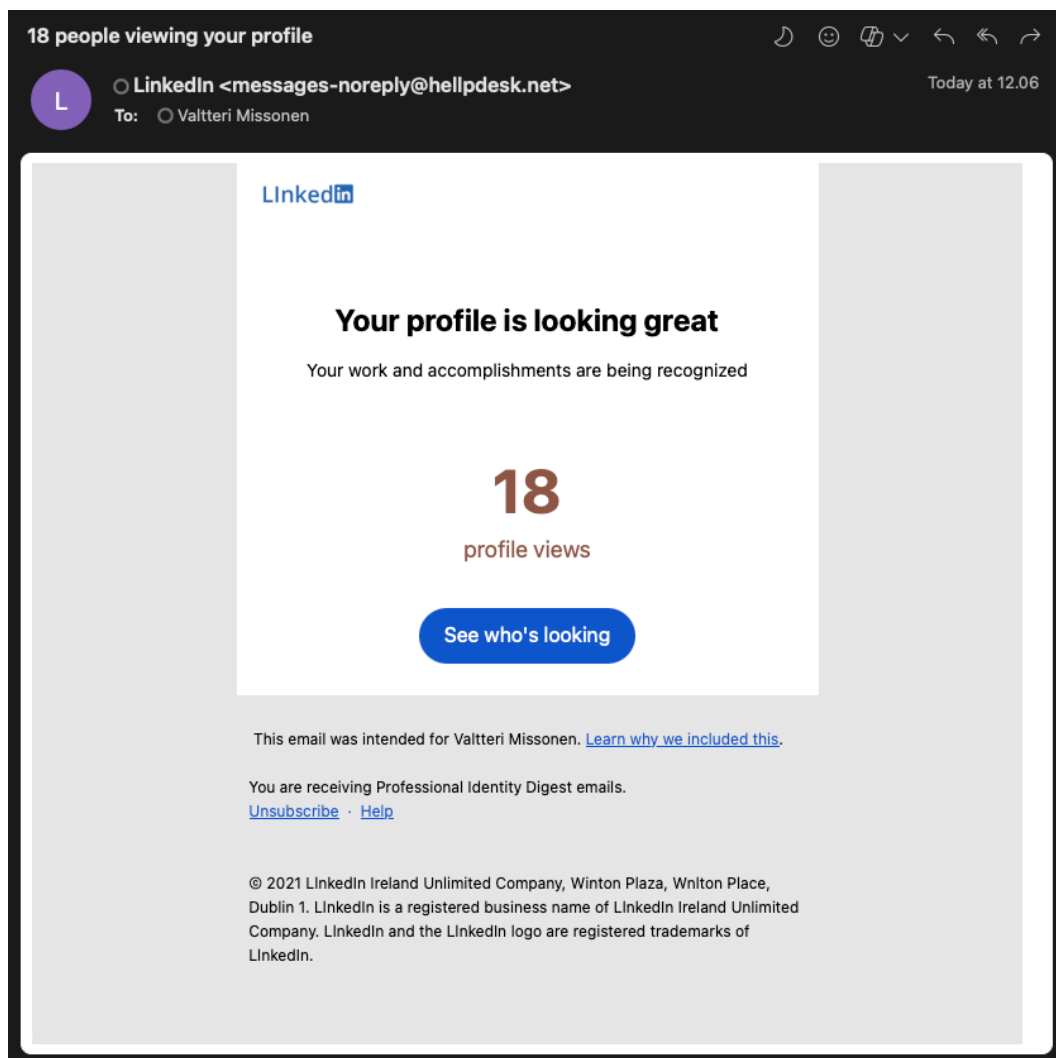 18 people viewing your profile
L
LinkedIn <messages-noreply@hellpdesk.net>
Today at 12.06
To: Valtteri Missonen
LInkedin
Your profile is looking great
Your work and accomplishments are being recognized
18
profile views
See who's looking
This email was intended for Valtteri Missonen. Learn why we included this.
You are receiving Professional Identity Digest emails.
Unsubscribe · Help
© 2021 LInkedIn Ireland Unlimited Company, Winton Plaza, WnIton Place,
Dublin 1. LInkedIn is a registered business name of LInkedIn Ireland Unlimited
Company. LInkedIn and the LInkedIn logo are registered trademarks of
LInkedIn.